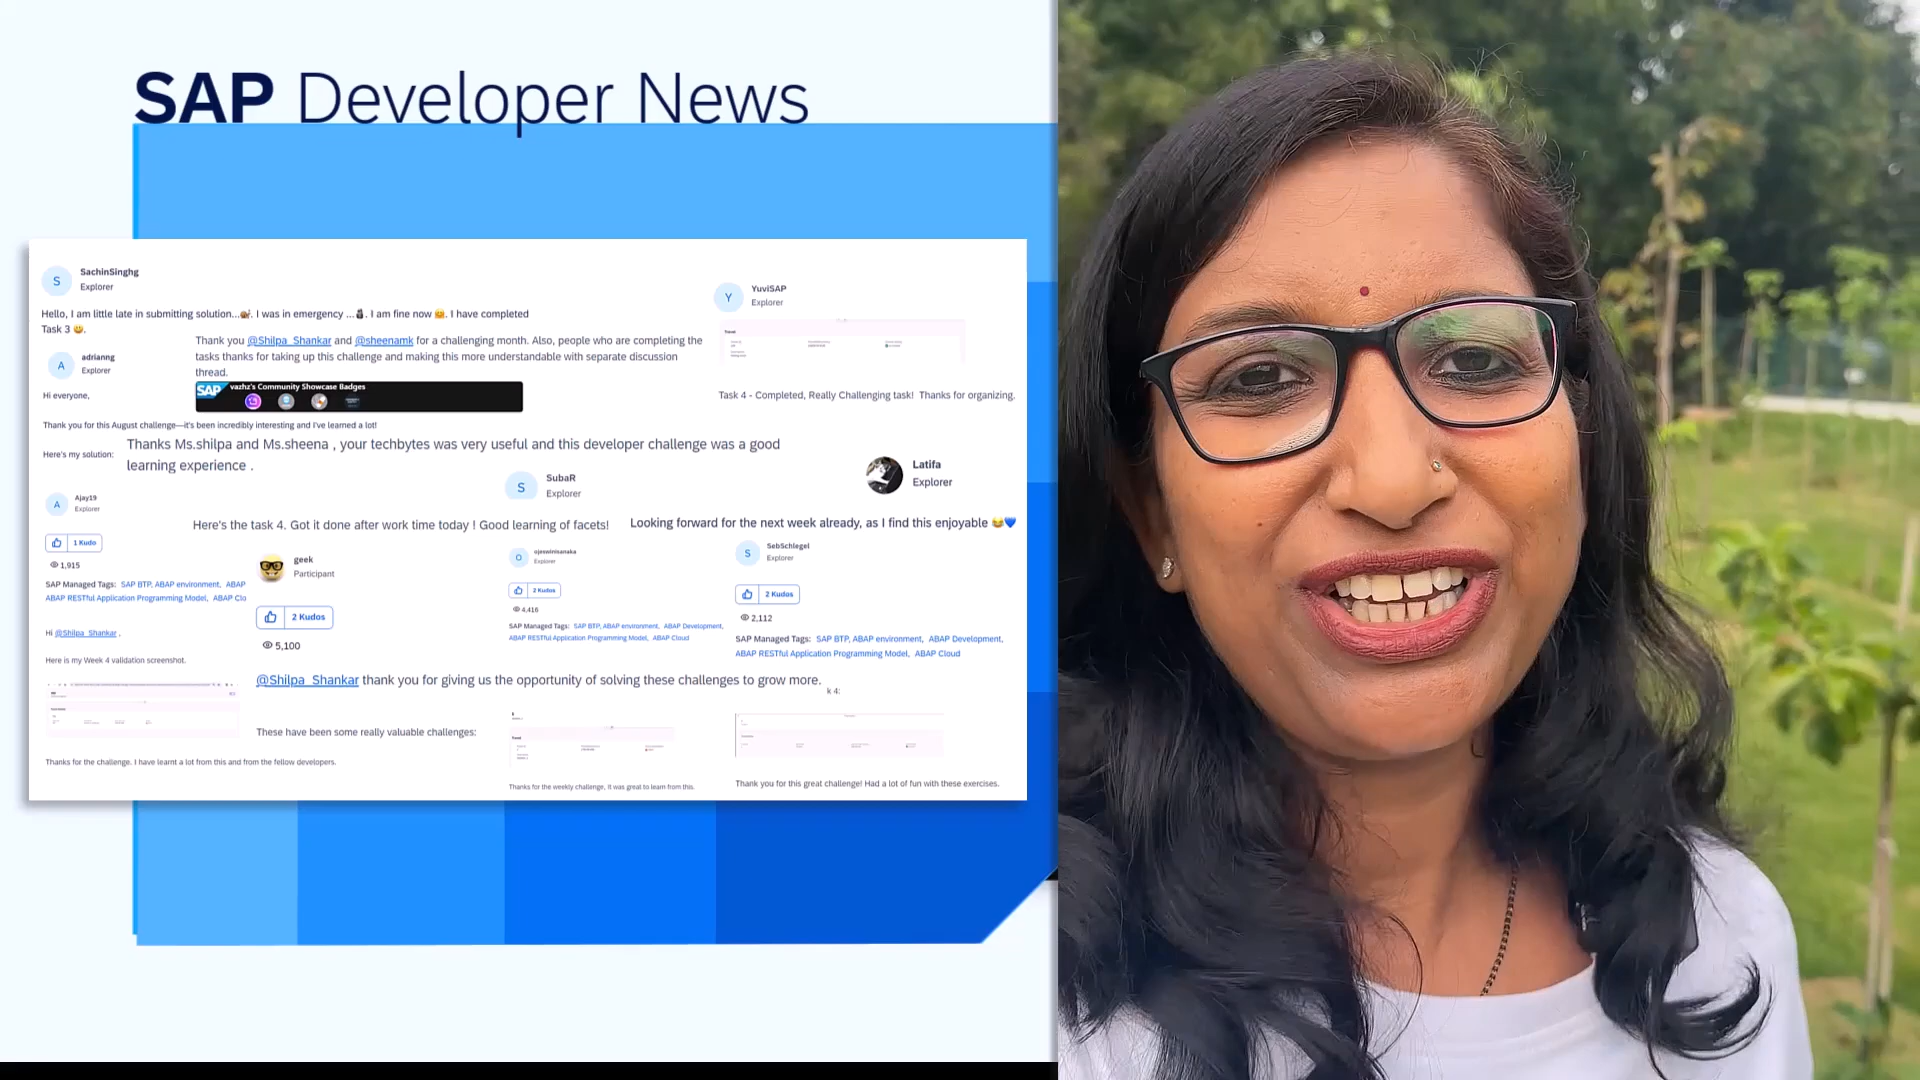 SAP Developer News
S
SachinSinghg
Explorer
Hello, I am little late in submitting solution... I was in emergency ... . I am fine now . I have completed
Task 3 .
Y
YuviSAP
Explorer
Travel
Task 4 - Completed, Really Challenging task! Thanks for organizing.
Thank you @Shilpa_Shankar and @sheenamk for a challenging month. Also, people who are completing the
tasks thanks for taking up this challenge and making this more understandable with separate discussion
thread.
SAP vazhz's Community Showcase Badges
A
adrianng
Explorer
Hi everyone,
Thank you for this August challenge—it's been incredibly interesting and I've learned a lot!
Here's my solution:
Thanks Ms.shilpa and Ms.sheena , your techbytes was very useful and this developer challenge was a good
learning experience .
S
SubaR
Explorer
Here's the task 4. Got it done after work time today ! Good learning of facets!
Latifa
Explorer
Looking forward for the next week already, as I find this enjoyable 😂💙
A
Ajay19
Explorer
1 Kudo
1,915
SAP Managed Tags: SAP BTP, ABAP environment, ABAP
ABAP RESTful Application Programming Model, ABAP Clo
Hi @Shilpa_Shankar ,
Here is my Week 4 validation screenshot.
Thanks for the challenge. I have learnt a lot from this and from the fellow developers.
geek
Participant
2 Kudos
5,100
@Shilpa_Shankar thank you for giving us the opportunity of solving these challenges to grow more.
These have been some really valuable challenges:
O
ojeswinisanaka
Explorer
2 Kudos
4,416
SAP Managed Tags: SAP BTP, ABAP environment, ABAP Development,
ABAP RESTful Application Programming Model, ABAP Cloud
Travel
Thanks for the weekly challenge, it was great to learn from this.
S
SebSchlegel
Explorer
2 Kudos
2,112
SAP Managed Tags: SAP BTP, ABAP environment, ABAP Development,
ABAP RESTful Application Programming Model, ABAP Cloud
k 4:
Thank you for this great challenge! Had a lot of fun with these exercises.